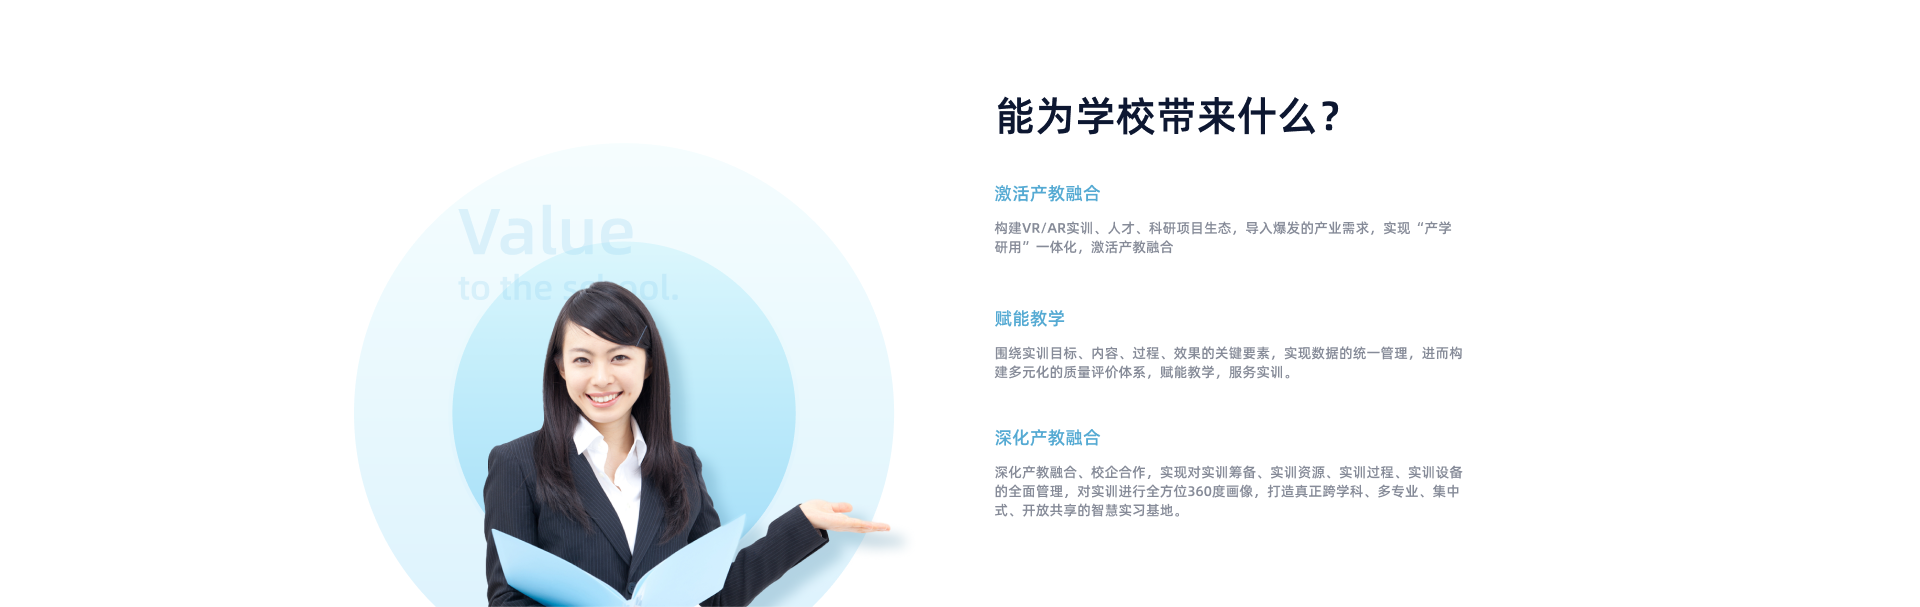 能为学校带来什么？
Value
to the school.
激活产教融合
构建VR/AR实训、人才、科研项目生态，导入爆发的产业需求，实现“产学
研用”一体化，激活产教融合
赋能教学
围绕实训目标、内容、过程、效果的关键要素，实现数据的统一管理，进而构
建多元化的质量评价体系，赋能教学，服务实训。
深化产教融合
深化产教融合、校企合作，实现对实训筹备、实训资源、实训过程、实训设备
的全面管理，对实训进行全方位360度画像，打造真正跨学科、多专业、集中
式、开放共享的智慧实习基地。